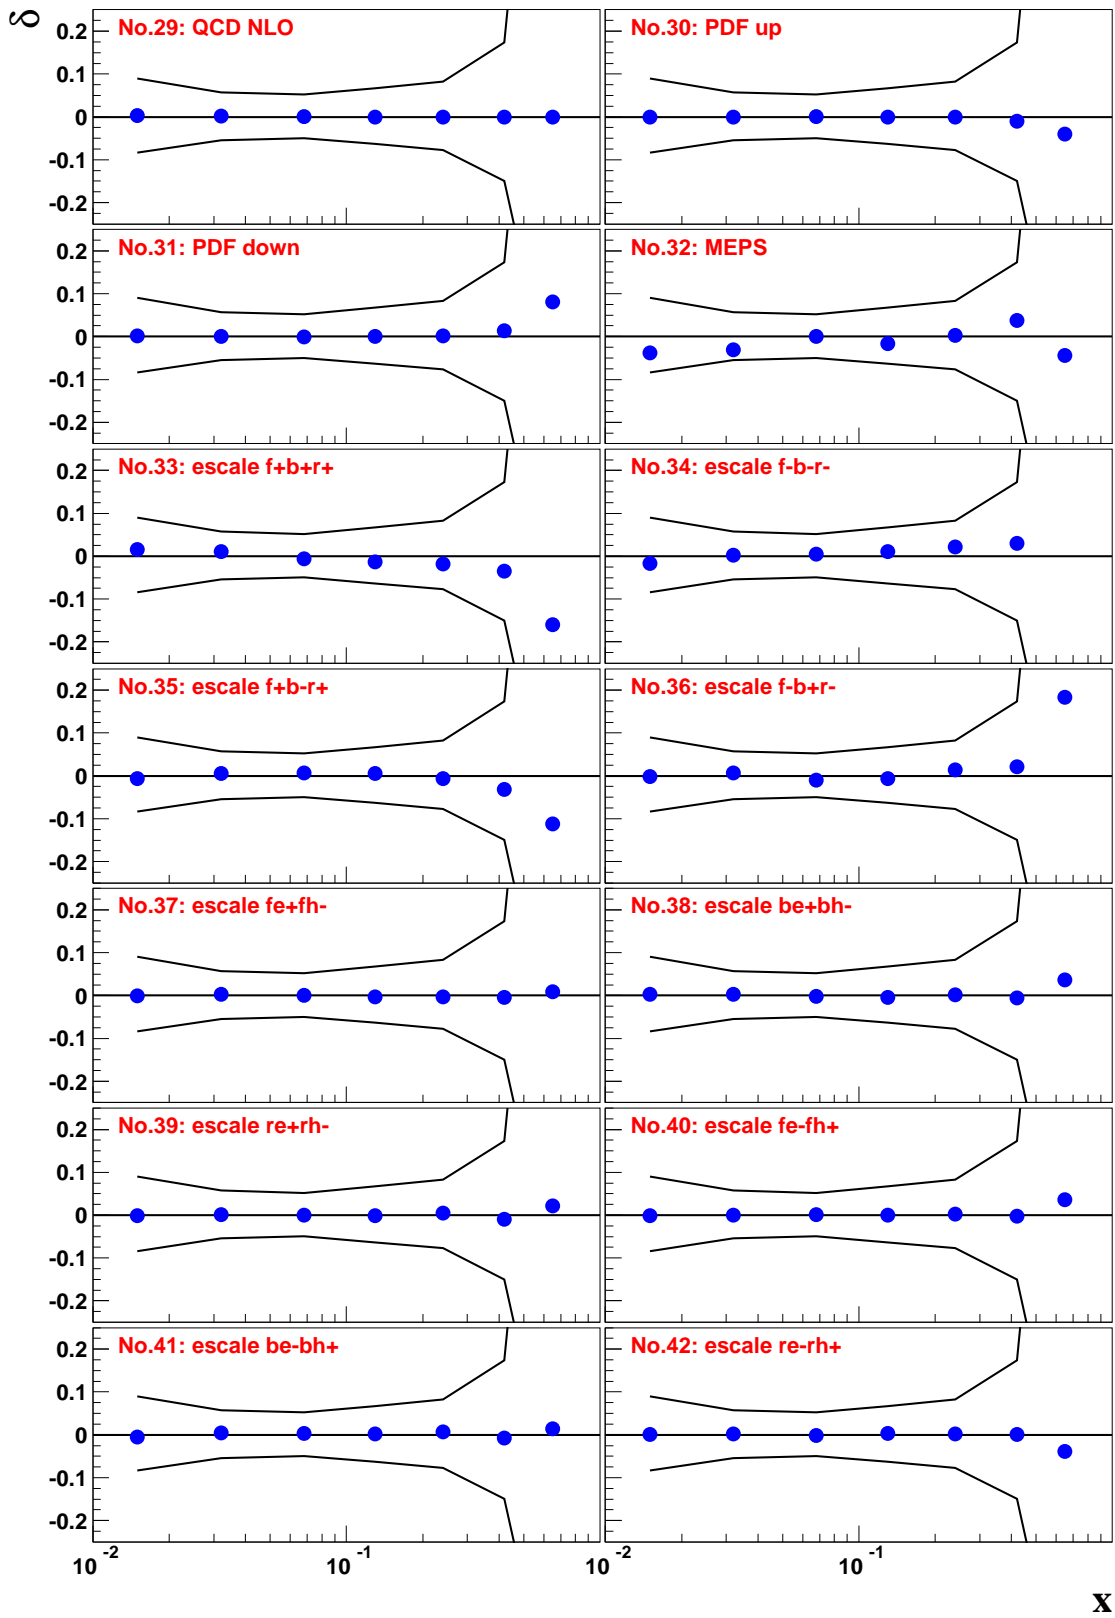 δ
No.29: QCD NLO
No.30: PDF up
0.2
0.1
0
-0.1
-0.2
No.31: PDF down
No.32: MEPS
0.2
0.1
0
-0.1
-0.2
No.33: escale f+b+r+
No.34: escale f-b-r-
0.2
0.1
0
-0.1
-0.2
No.35: escale f+b-r+
No.36: escale f-b+r-
0.2
0.1
0
-0.1
-0.2
No.37: escale fe+fh-
No.38: escale be+bh-
0.2
0.1
0
-0.1
-0.2
No.39: escale re+rh-
No.40: escale fe-fh+
0.2
0.1
0
-0.1
-0.2
No.41: escale be-bh+
No.42: escale re-rh+
0.2
0.1
0
-0.1
-0.2
10 -2
10 -1
10 -2
10 -1
1
x